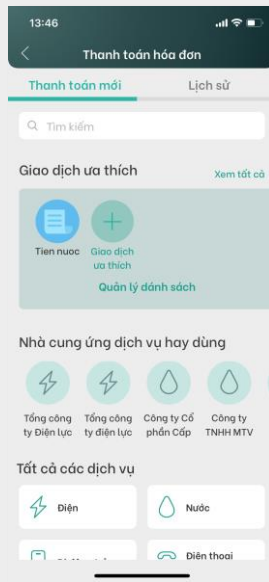 13:46
Thanh toán hóa đơn
Thanh toán mới
Lịch sử
Tìm kiếm
Giao dịch ưa thích
Xem tất cả
Tien nuoc
Giao dịch
ưa thích
Quản lý dánh sách
Nhà cung ứng dịch vụ hay dùng
Tổng công
ty Điện lực
Tổng công
ty điện lực
Công ty Cổ
phần Cấp
Công ty
TNHH MTV
Tất cả các dịch vụ
Điện
Nước
Điện thoại